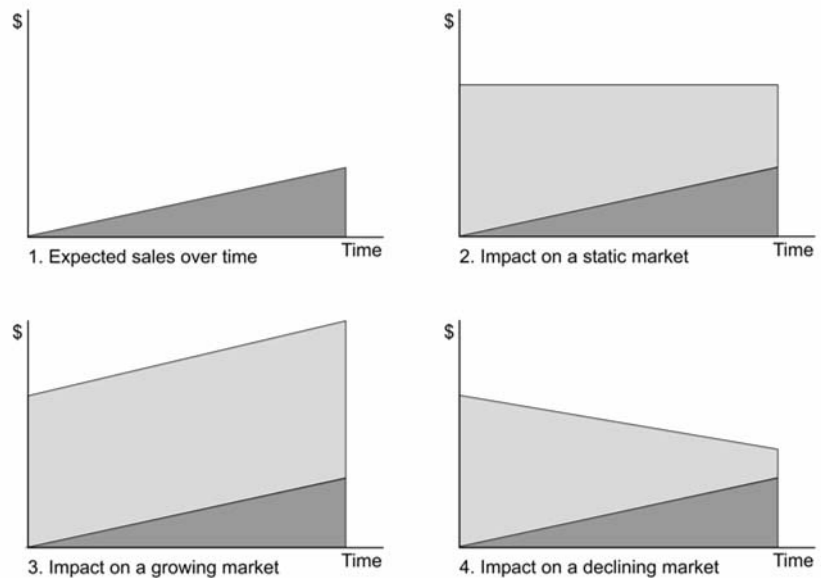 $
$
Time
1. Expected sales over time
Time
2. Impact on a static market
$
$
Time
3. Impact on a growing market
Time
4. Impact on a declining market